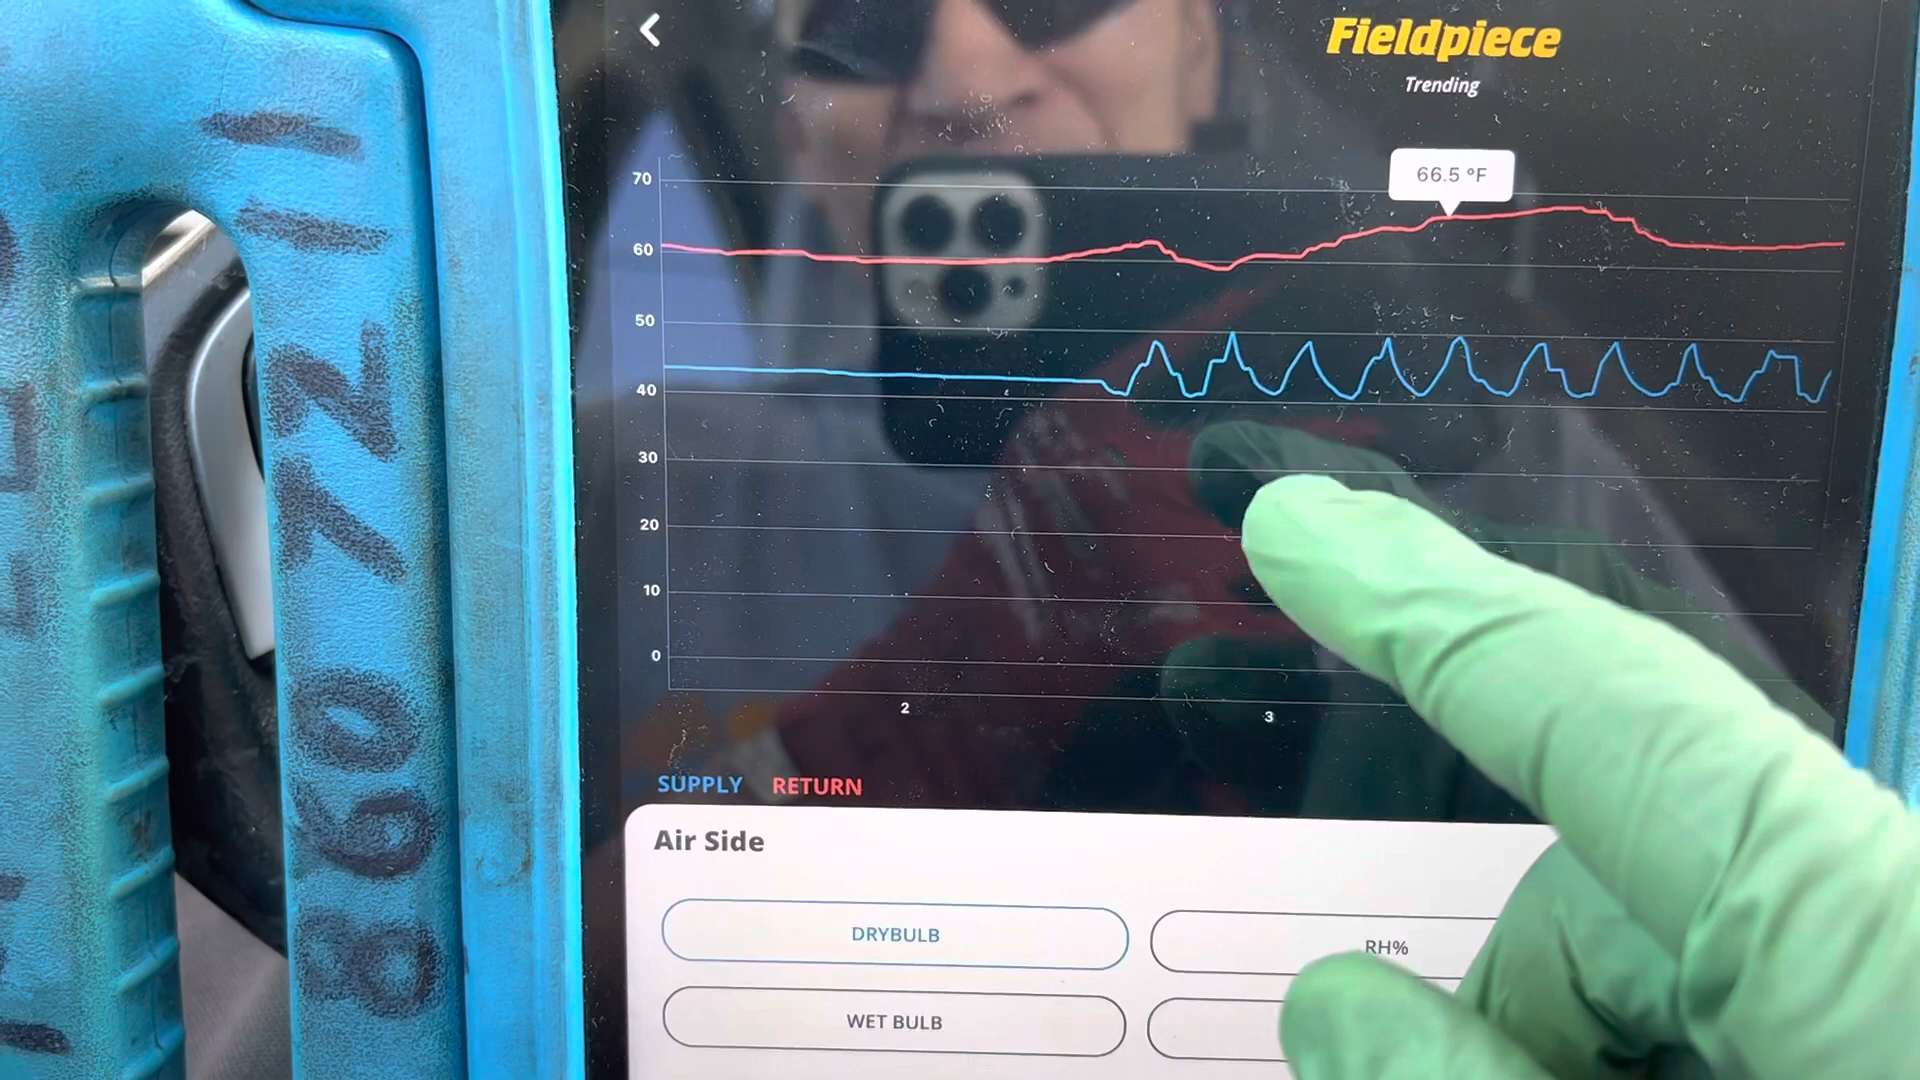 Fieldpiece
Trending
66.5 °F
70
60
50
40
30
20
10
0
2
3
SUPPLY RETURN
Air Side
DRYBULB
RH%
WET BULB